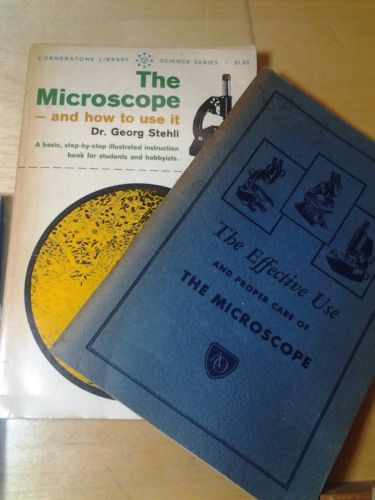 CORNERSTONE LIBRARY SCIENCE SERIES • $1.00
The
Microscope
— and how to use it
Dr. Georg Stehli
A basic, step-by-step illustrated instruction
book for students and hobbyists.
The Effective Use
AND PROPER CARE OF
THE MICROSCOPE